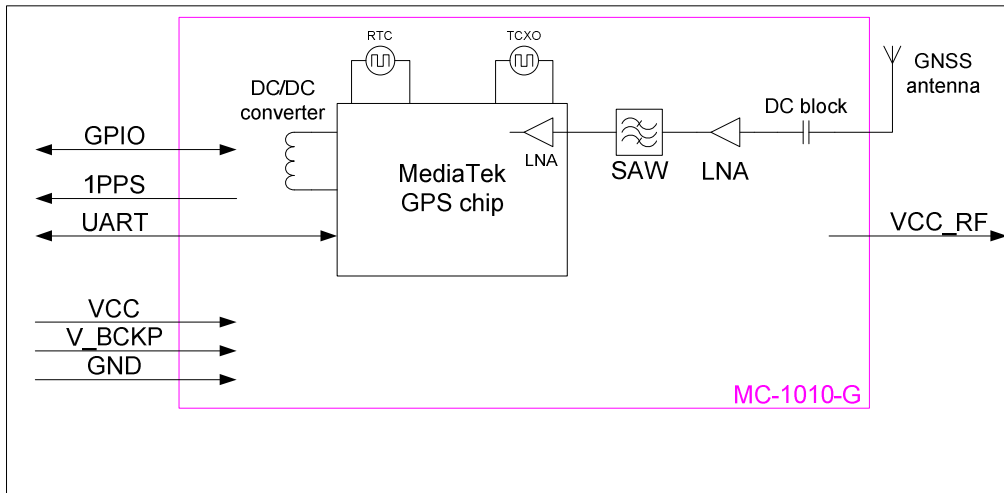 RTC
TCXO
DC/DC
converter
GNSS
antenna
DC block
GPIO
LNA
SAW
LNA
MediaTek
GPS chip
1PPS
UART
VCC_RF
VCC
V_BCKP
GND
MC-1010-G